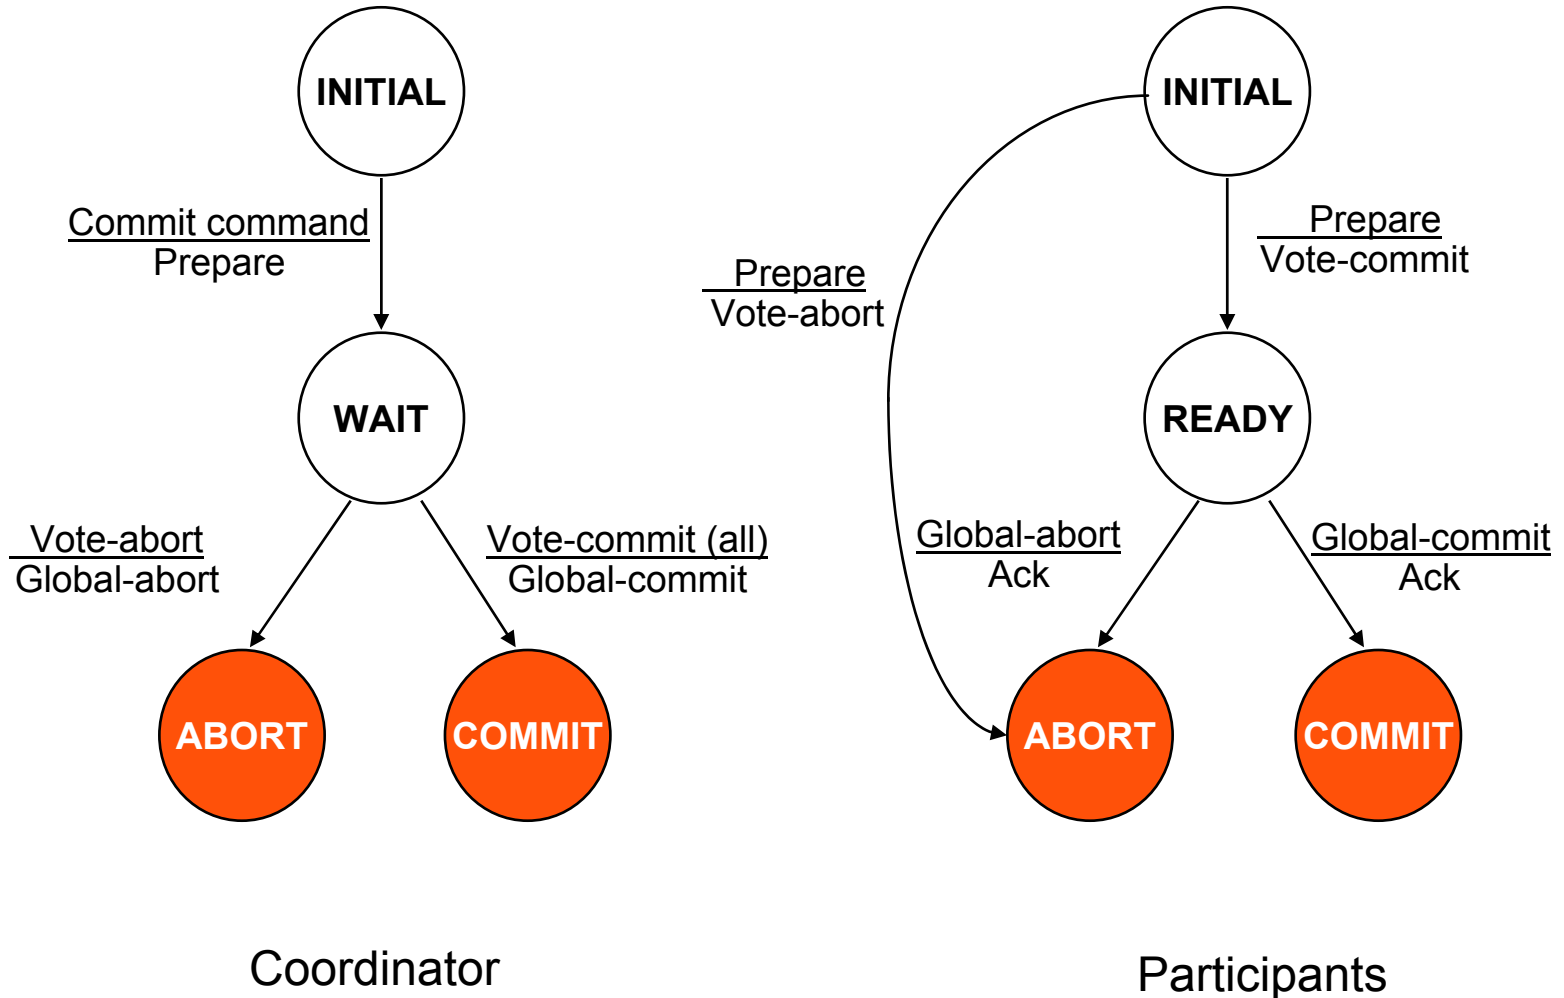 INITIAL
Commit command
Prepare
WAIT
Vote-abort
Global-abort
Vote-commit (all)
Global-commit
ABORT
COMMIT
Coordinator
INITIAL
Prepare
Vote-commit
Prepare
Vote-abort
READY
Global-abort
Ack
Global-commit
Ack
ABORT
COMMIT
Participants